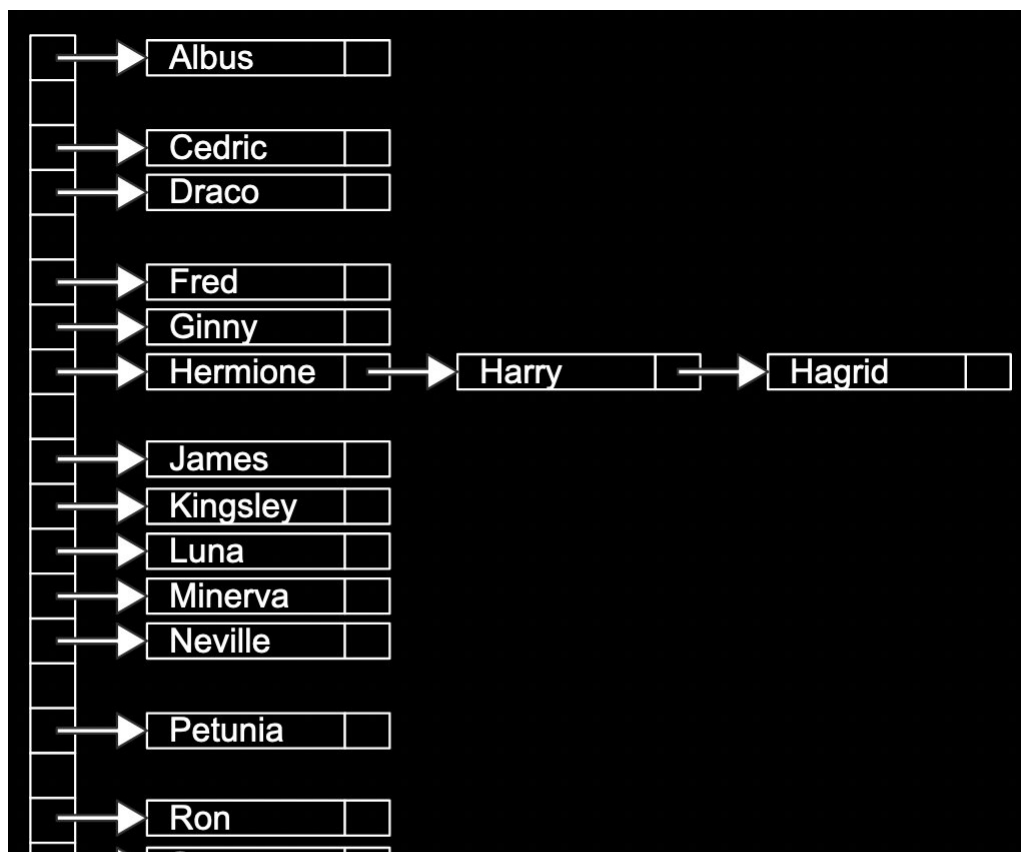 Albus
Cedric
Draco
Fred
Ginny
Hermione Harry Hagrid
James
Kingsley
Luna
Minerva
Neville
Petunia
Ron